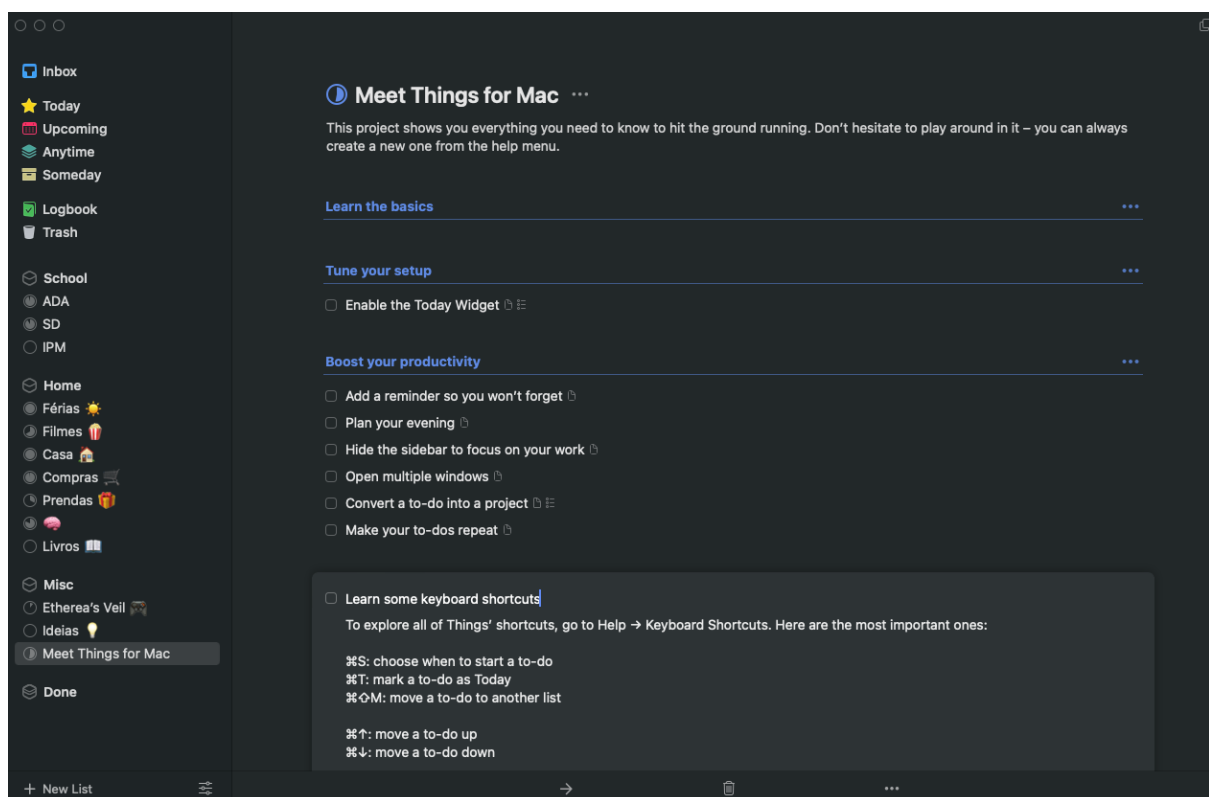 Inbox
Today
Upcoming
Anytime
Someday
Logbook
Trash
School
ADA
SD
IPM
Home
Férias ☀️
Filmes 🍿
Casa 🏠
Compras 🛒
Prendas 🎁
🧠
Livros 📖
Misc
Etherea's Veil 🎮
Ideias 💡
Meet Things for Mac
Done
+ New List
Meet Things for Mac ···
This project shows you everything you need to know to hit the ground running. Don't hesitate to play around in it – you can always
create a new one from the help menu.
Learn the basics
Tune your setup
Enable the Today Widget
Boost your productivity
Add a reminder so you won't forget
Plan your evening
Hide the sidebar to focus on your work
Open multiple windows
Convert a to-do into a project
Make your to-dos repeat
Learn some keyboard shortcuts
To explore all of Things' shortcuts, go to Help → Keyboard Shortcuts. Here are the most important ones:
⌘S: choose when to start a to-do
⌘T: mark a to-do as Today
⌘⇧M: move a to-do to another list
⌘↑: move a to-do up
⌘↓: move a to-do down